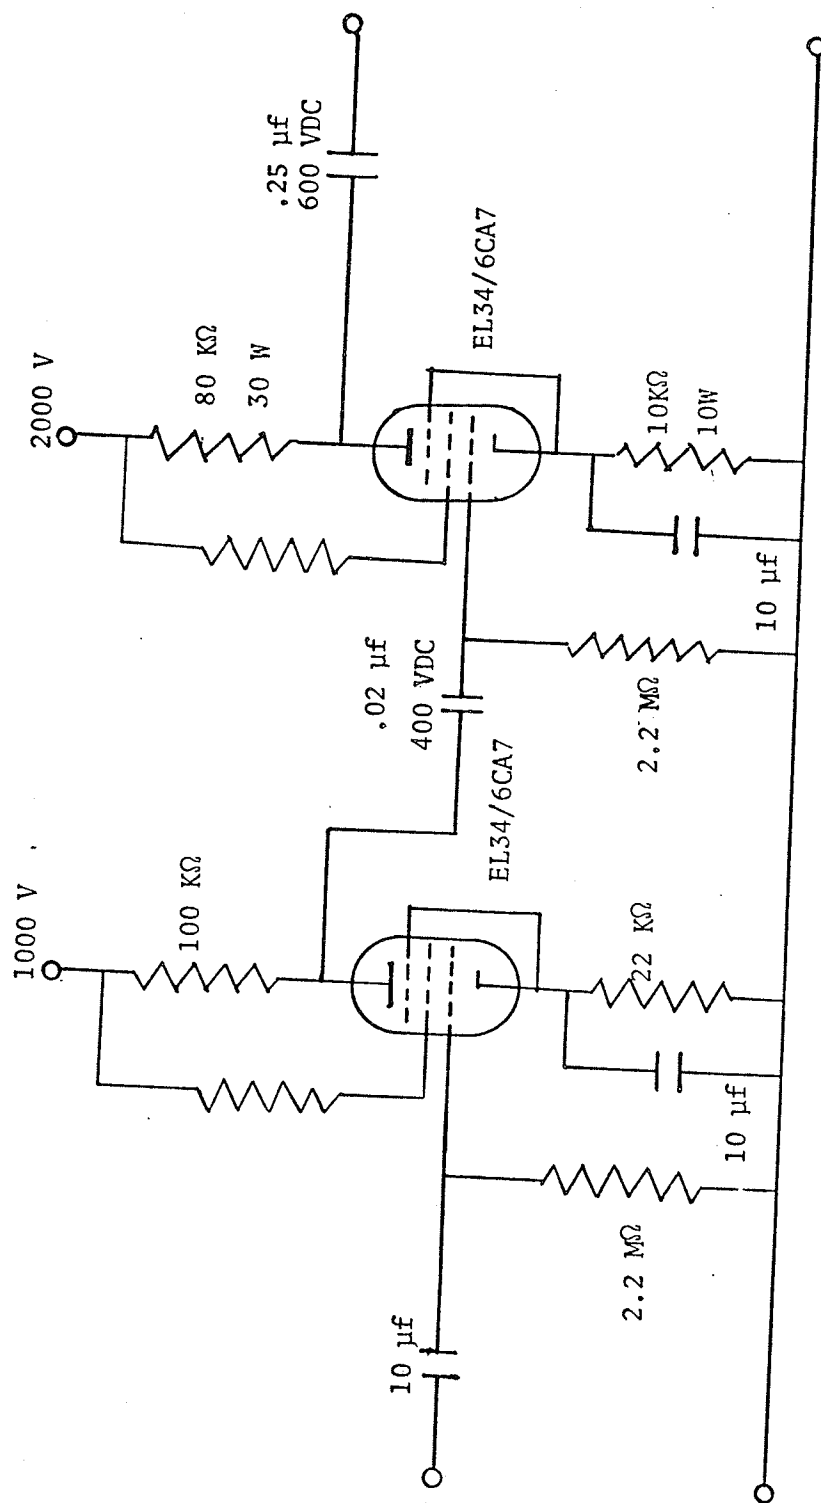 2000 V
.25 µf
600 VDC
80 KΩ
30 W
EL34/6CA7
10KΩ
10W
10 µf
.02 µf
400 VDC
2.2 MΩ
1000 V
100 KΩ
EL34/6CA7
22 KΩ
10 µf
10 µf
2.2 MΩ